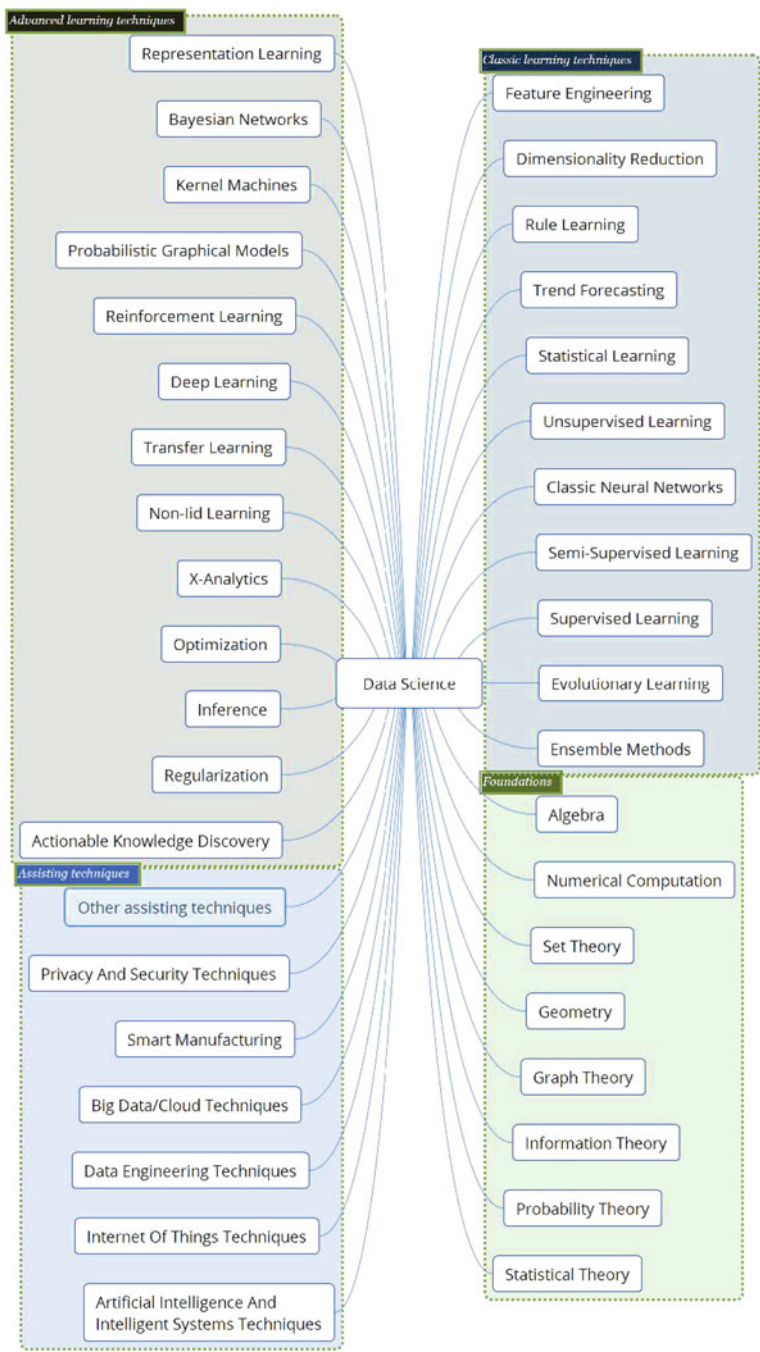 Advanced learning techniques
Representation Learning
Bayesian Networks
Kernel Machines
Probabilistic Graphical Models
Reinforcement Learning
Deep Learning
Transfer Learning
Non-Iid Learning
X-Analytics
Optimization
Inference
Regularization
Actionable Knowledge Discovery
Assisting techniques
Other assisting techniques
Privacy And Security Techniques
Smart Manufacturing
Big Data/Cloud Techniques
Data Engineering Techniques
Internet Of Things Techniques
Artificial Intelligence And
Intelligent Systems Techniques
Data Science
Classic learning techniques
Feature Engineering
Dimensionality Reduction
Rule Learning
Trend Forecasting
Statistical Learning
Unsupervised Learning
Classic Neural Networks
Semi-Supervised Learning
Supervised Learning
Evolutionary Learning
Ensemble Methods
Foundations
Algebra
Numerical Computation
Set Theory
Geometry
Graph Theory
Information Theory
Probability Theory
Statistical Theory